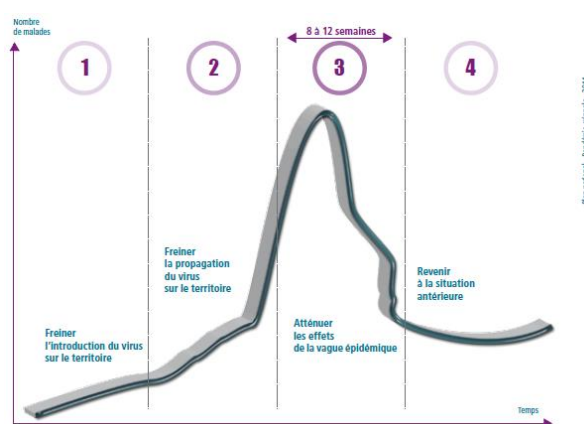 Nombre
de malades
8 à 12 semaines
1
2
3
4
Freiner
l'introduction du virus
sur le territoire
Freiner
la propagation
du virus
sur le territoire
Atténuer
les effets
de la vague épidémique
Revenir
à la situation
antérieure
Temps